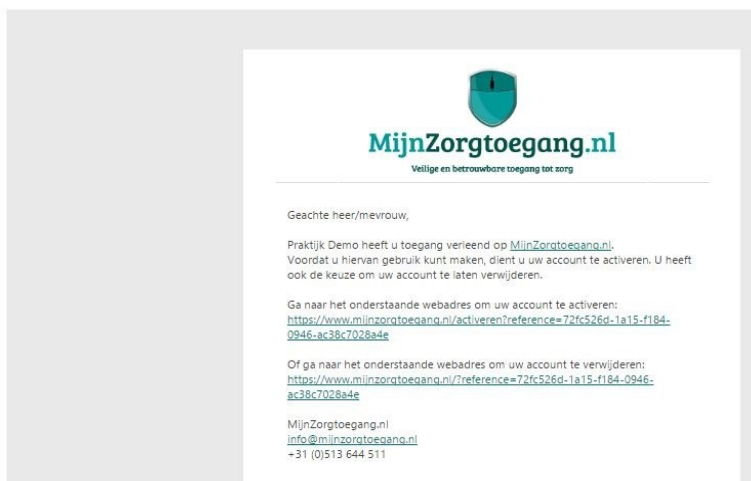 MijnZorgtoegang.nl
Veilige en betrouwbare toegang tot zorg
Geachte heer/mevrouw,
Praktijk Demo heeft u toegang verleend op MijnZorgtoegang.nl.
Voordat u hiervan gebruik kunt maken, dient u uw account te activeren. U heeft
ook de keuze om uw account te laten verwijderen.
Ga naar het onderstaande webadres om uw account te activeren:
https://www.mijnzorgtoegang.nl/activeren?reference=72fc526d-1a15-f184-
0946-ac38c7028a4e
Of ga naar het onderstaande webadres om uw account te verwijderen:
https://www.mijnzorgtoegang.nl/?reference=72fc526d-1a15-f184-0946-
ac38c7028a4e
MijnZorgtoegang.nl
info@mijnzorgtoegang.nl
+31 (0)513 644 511